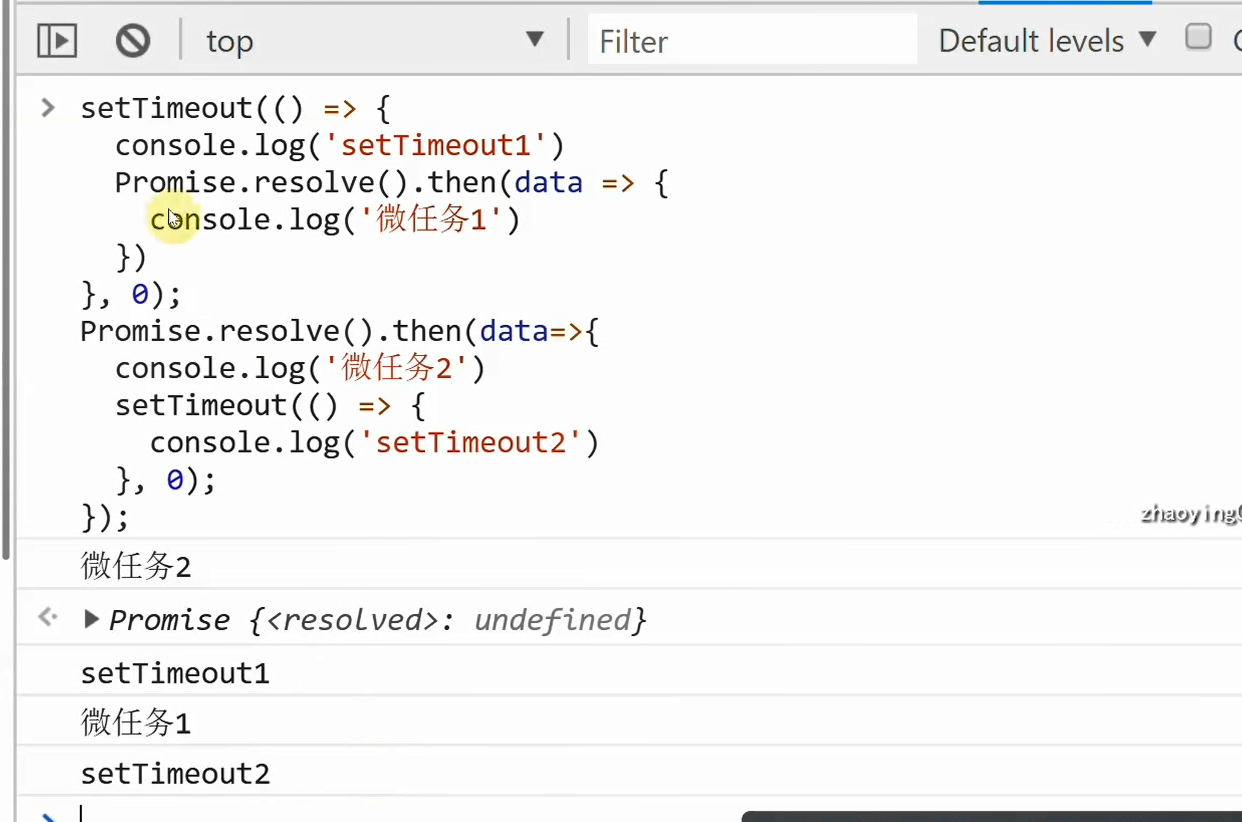 top Filter Default levels
setTimeout(() => {
console.log('setTimeout1')
Promise.resolve().then(data => {
console.log('微任务1')
})
}, 0);
Promise.resolve().then(data=>{
console.log('微任务2')
setTimeout(() => {
console.log('setTimeout2')
}, 0);
});
微任务2
Promise {<resolved>: undefined}
setTimeout1
微任务1
setTimeout2